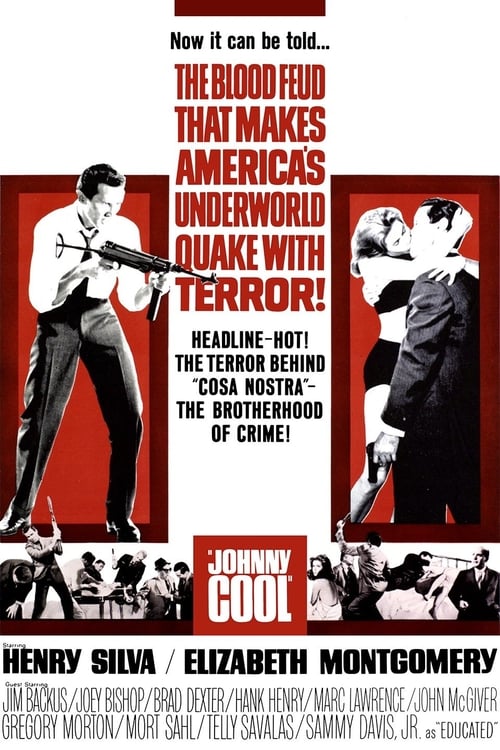 Now it can be told...
THE BLOOD FEUD
THAT MAKES
AMERICA'S
UNDERWORLD
QUAKE WITH
TERROR!
HEADLINE-HOT!
THE TERROR BEHIND
"COSA NOSTRA"-
THE BROTHERHOOD
OF CRIME!
"JOHNNY
COOL"
Starring
HENRY SILVA / ELIZABETH MONTGOMERY
Guest Starring
JIM BACKUS/JOEY BISHOP/BRAD DEXTER/HANK HENRY/MARC LAWRENCE/JOHN McGIVER
GREGORY MORTON/MORT SAHL/TELLY SAVALAS/SAMMY DAVIS, JR. as "EDUCATED"